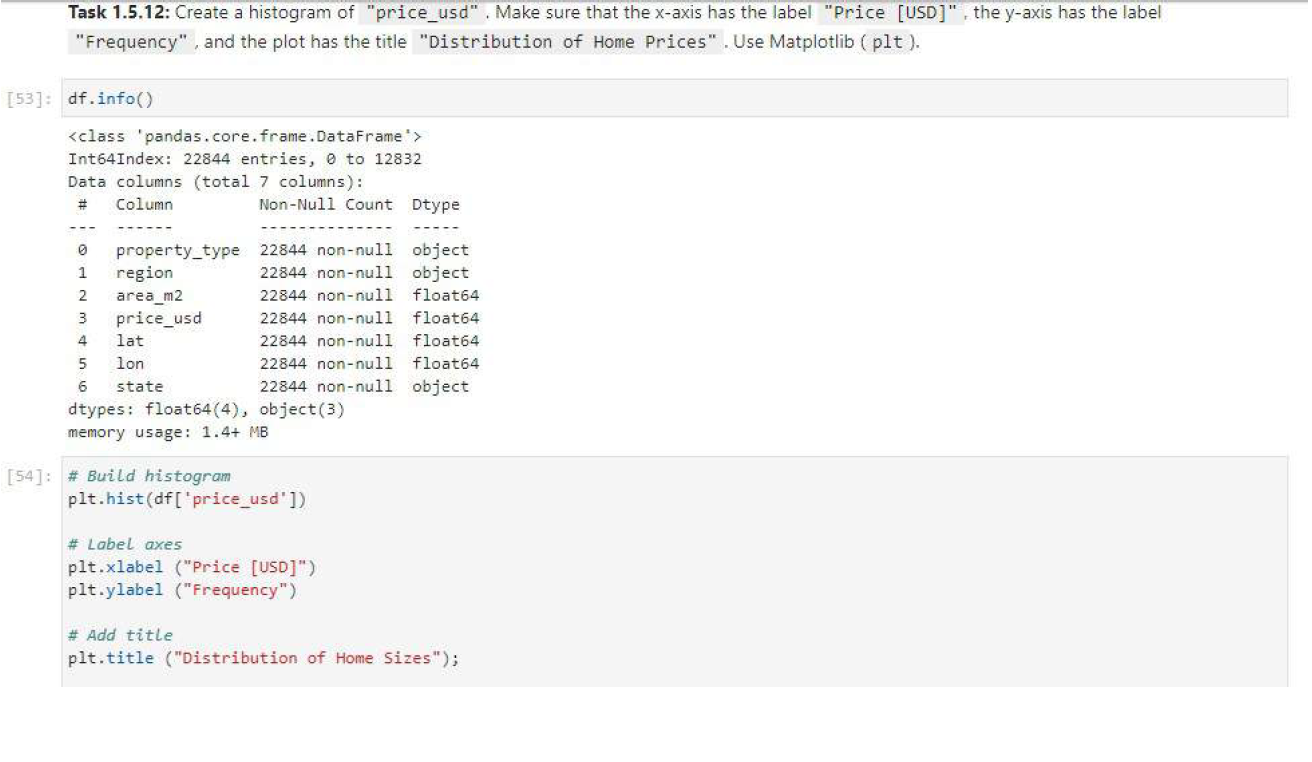 Task 1.5.12: Create a histogram of "price_usd" . Make sure that the x-axis has the label "Price [USD]" , the y-axis has the label
"Frequency" , and the plot has the title "Distribution of Home Prices" . Use Matplotlib ( plt ).
[53]: df.info()
<class 'pandas.core.frame.DataFrame'>
Int64Index: 22844 entries, 0 to 12832
Data columns (total 7 columns):
 #   Column         Non-Null Count  Dtype
---  ------         --------------  -----
 0   property_type  22844 non-null  object
 1   region         22844 non-null  object
 2   area_m2        22844 non-null  float64
 3   price_usd      22844 non-null  float64
 4   lat            22844 non-null  float64
 5   lon            22844 non-null  float64
 6   state          22844 non-null  object
dtypes: float64(4), object(3)
memory usage: 1.4+ MB
[54]: # Build histogram
plt.hist(df['price_usd'])
# Label axes
plt.xlabel ("Price [USD]")
plt.ylabel ("Frequency")
# Add title
plt.title ("Distribution of Home Sizes");